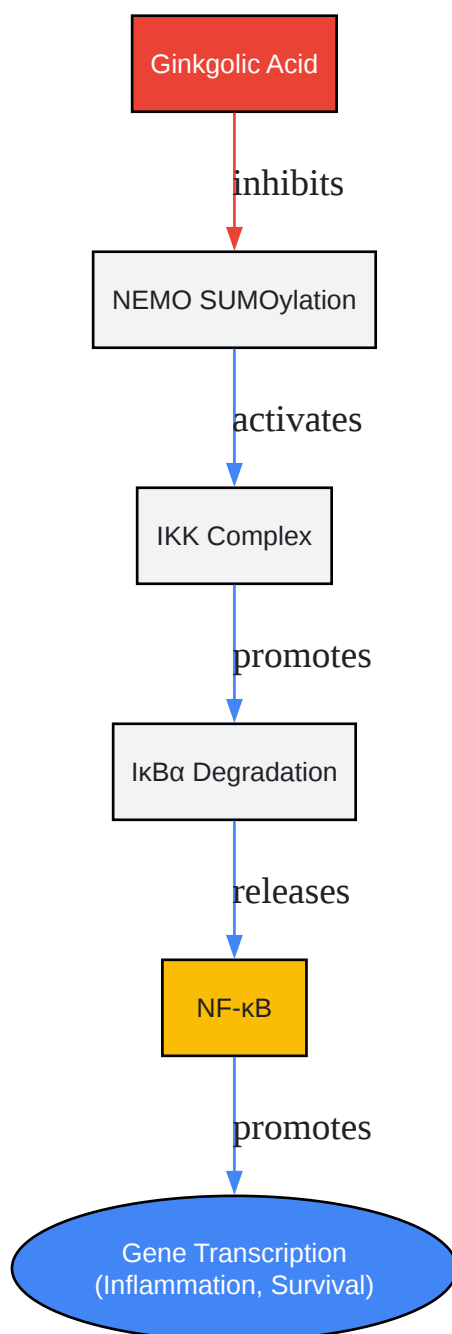 Ginkgolic Acid
inhibits
NEMO SUMOylation
activates
IKK Complex
promotes
IκBα Degradation
releases
NF-κB
promotes
Gene Transcription
(Inflammation, Survival)